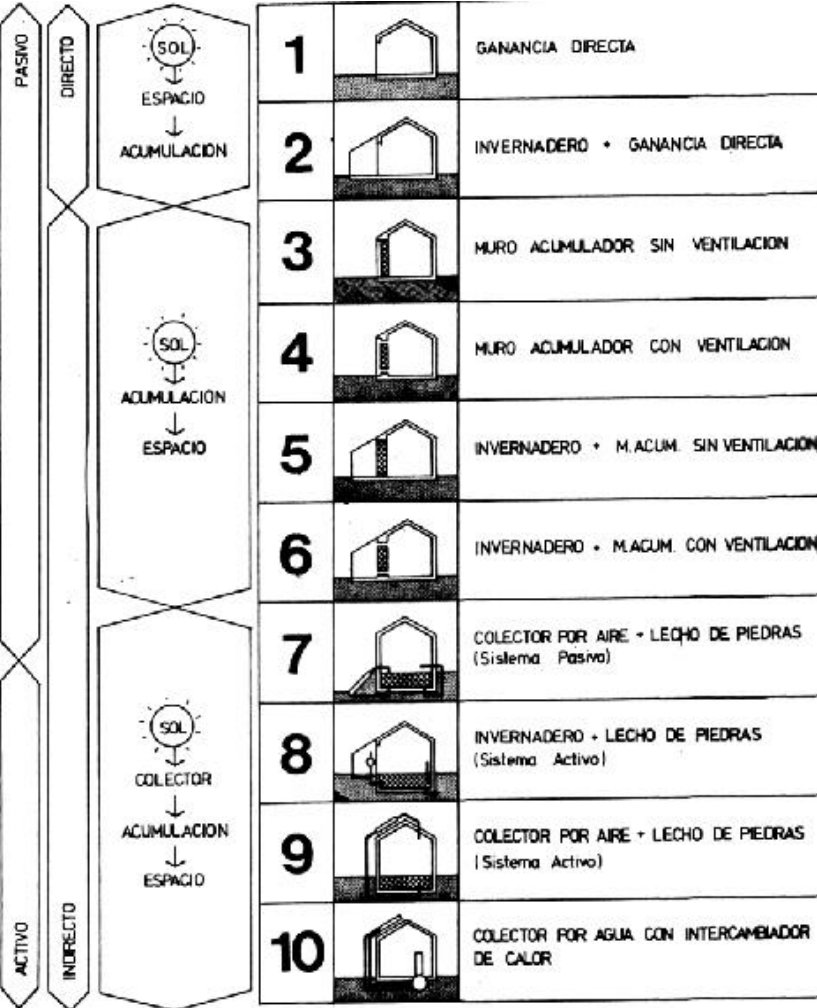 PASIVO
DIRECTO
SOL
ESPACIO
ACUMULACION
1
GANANCIA DIRECTA
2
INVERNADERO + GANANCIA DIRECTA
3
MURO ACUMULADOR SIN VENTILACION
SOL
ACUMULACION
ESPACIO
4
MURO ACUMULADOR CON VENTILACION
5
INVERNADERO + M.ACUM. SIN VENTILACION
6
INVERNADERO + M.ACUM. CON VENTILACION
7
COLECTOR POR AIRE + LECHO DE PIEDRAS
(Sistema Pasivo)
ACTIVO
INDIRECTO
SOL
COLECTOR
ACUMULACION
ESPACIO
8
INVERNADERO + LECHO DE PIEDRAS
(Sistema Activo)
9
COLECTOR POR AIRE + LECHO DE PIEDRAS
(Sistema Activo)
10
COLECTOR POR AGUA CON INTERCAMBIADOR
DE CALOR